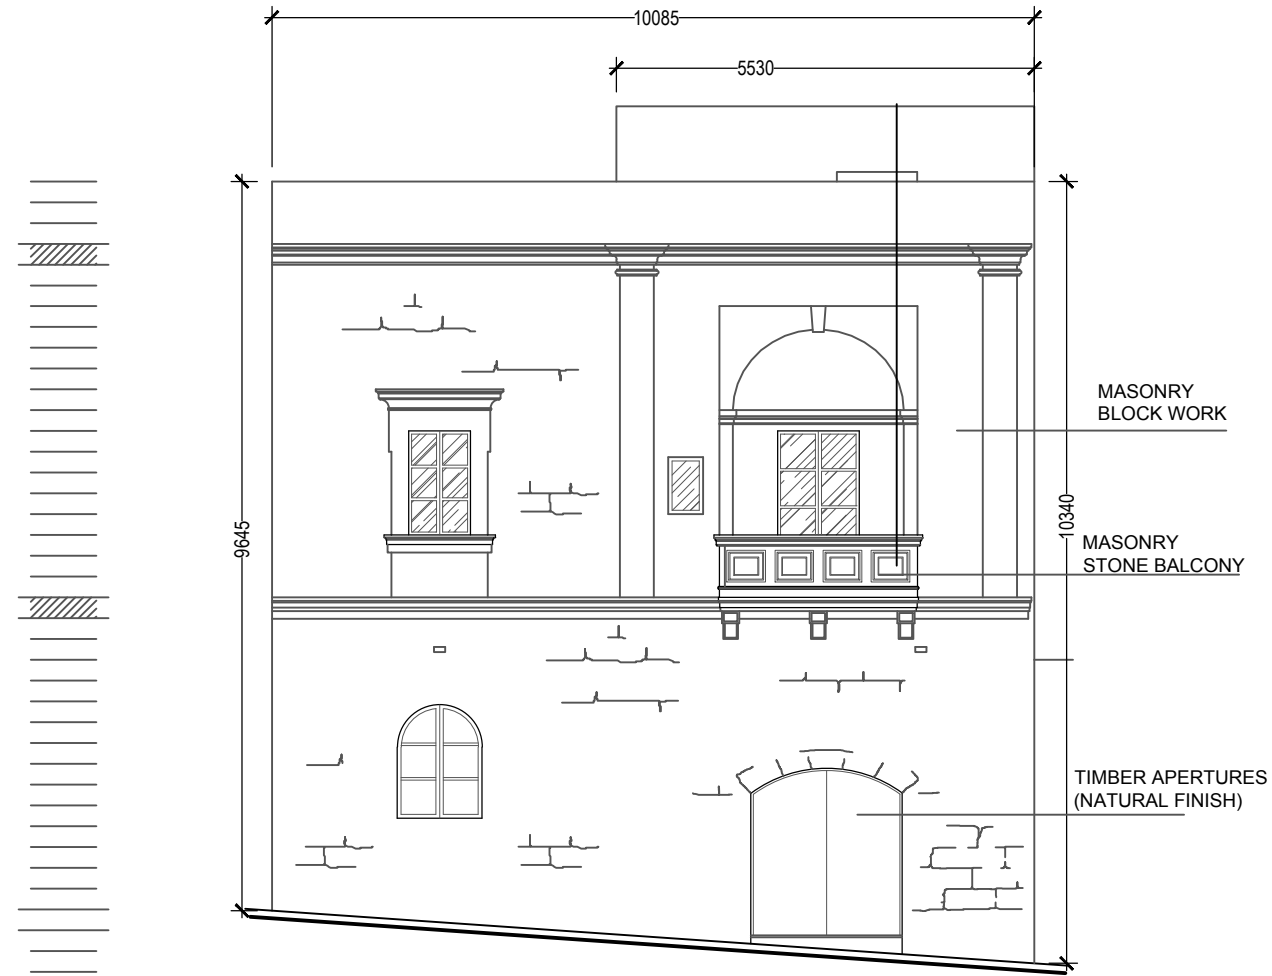 10085
5530
MASONRY
BLOCK WORK
9645
10340
MASONRY
STONE BALCONY
TIMBER APERTURES
(NATURAL FINISH)